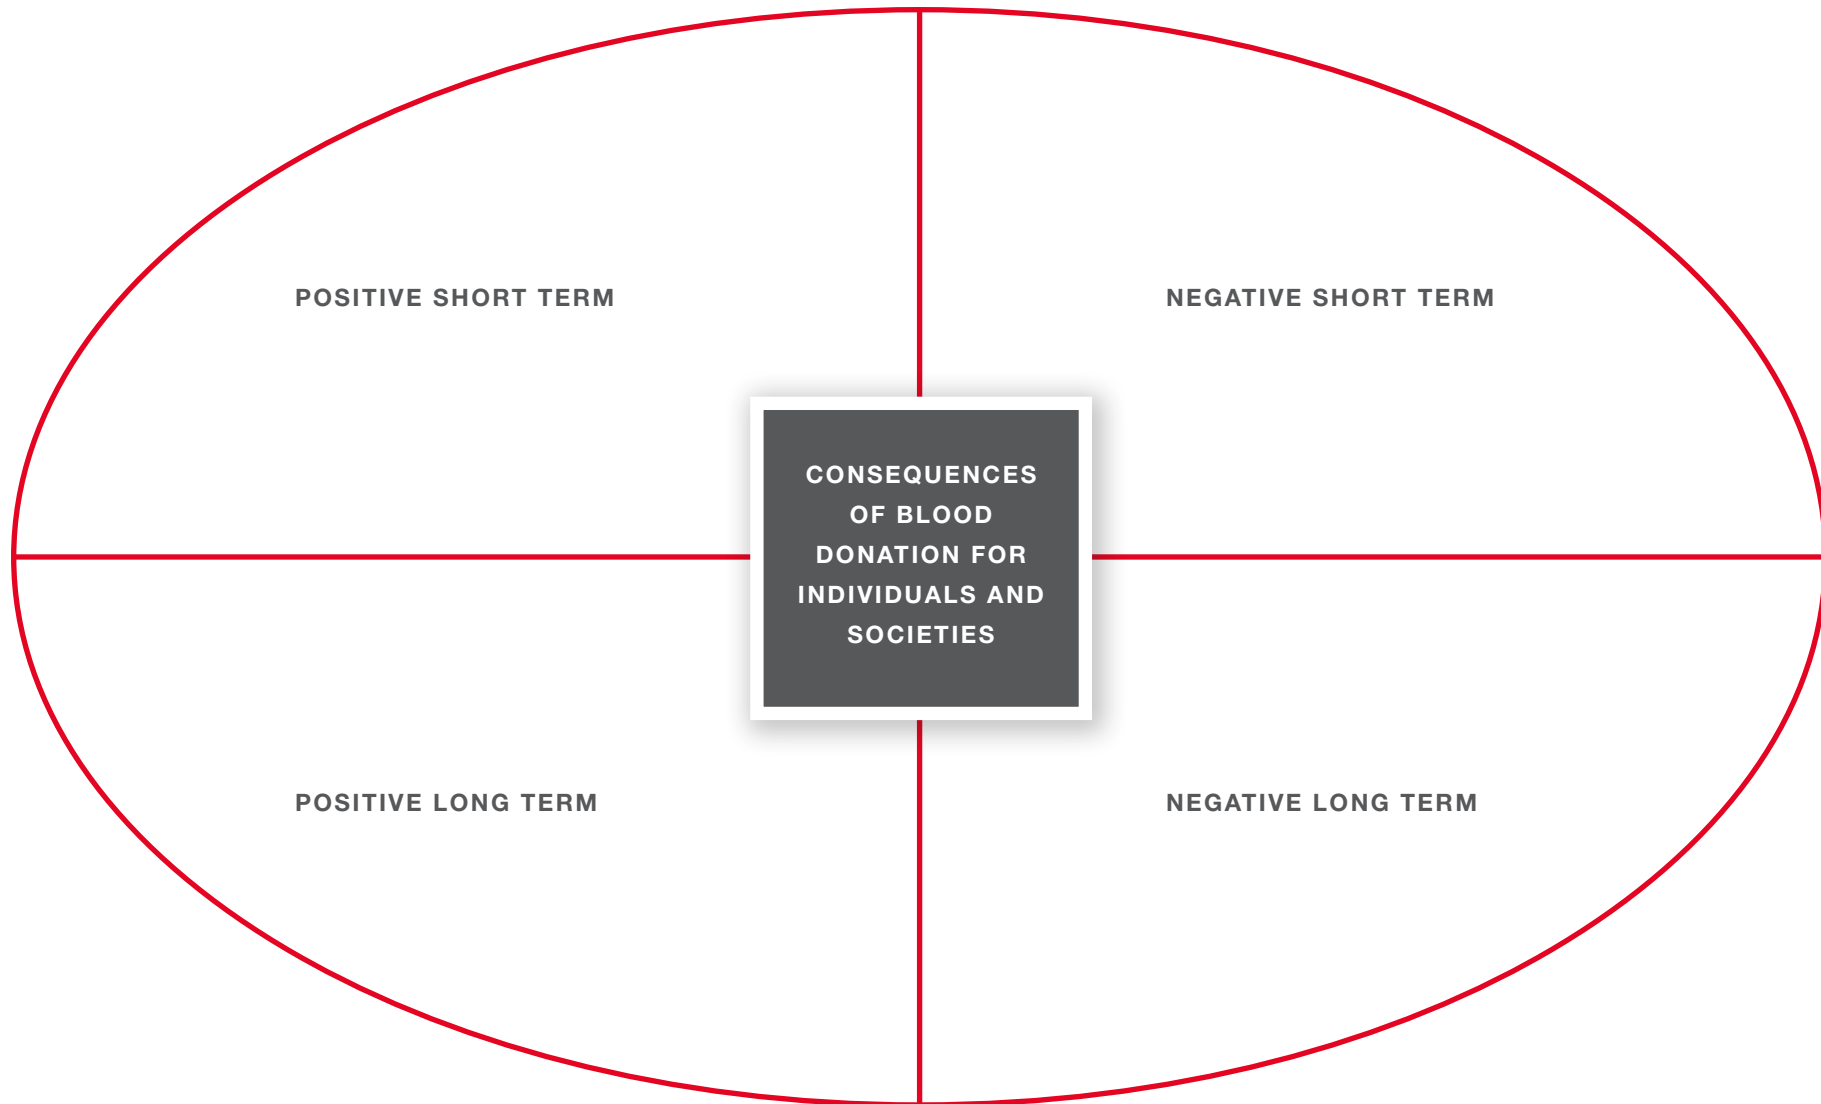 POSITIVE SHORT TERM
NEGATIVE SHORT TERM
CONSEQUENCES
OF BLOOD
DONATION FOR
INDIVIDUALS AND
SOCIETIES
POSITIVE LONG TERM
NEGATIVE LONG TERM